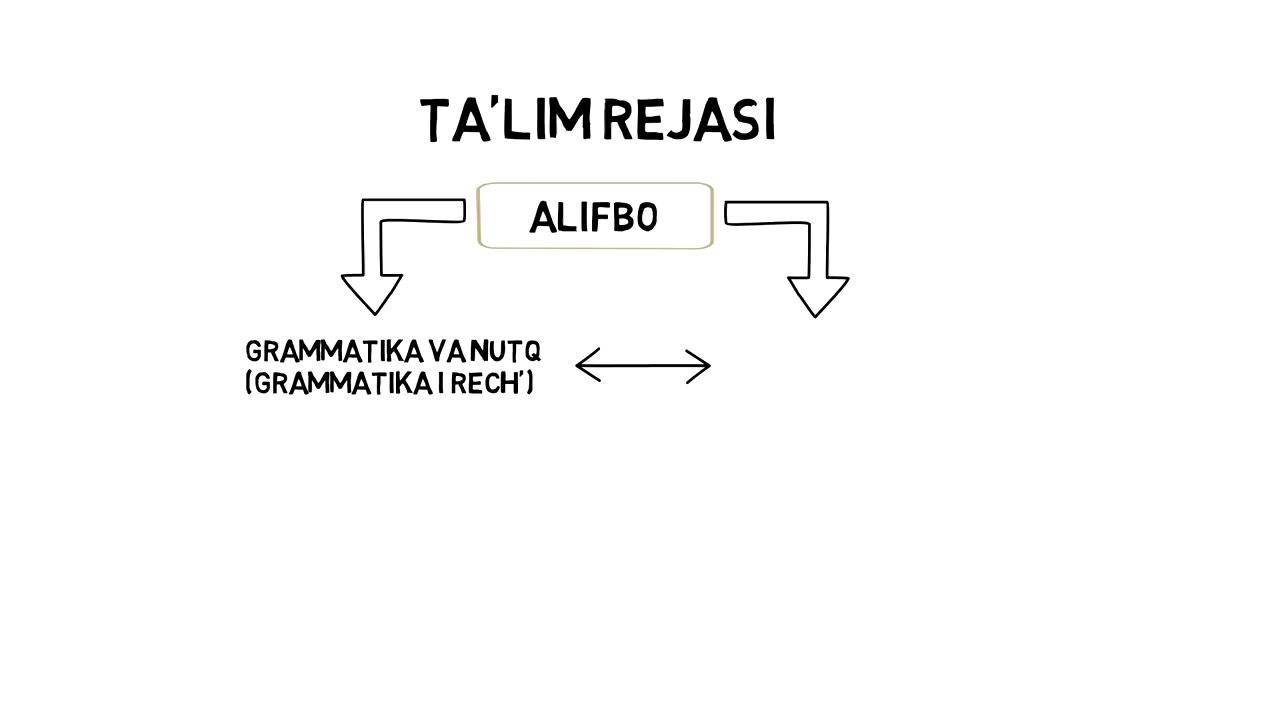 TA'LIM REJASI
ALIFBO
GRAMMATIKA VA NUTQ
(GRAMMATIKA I RECH')